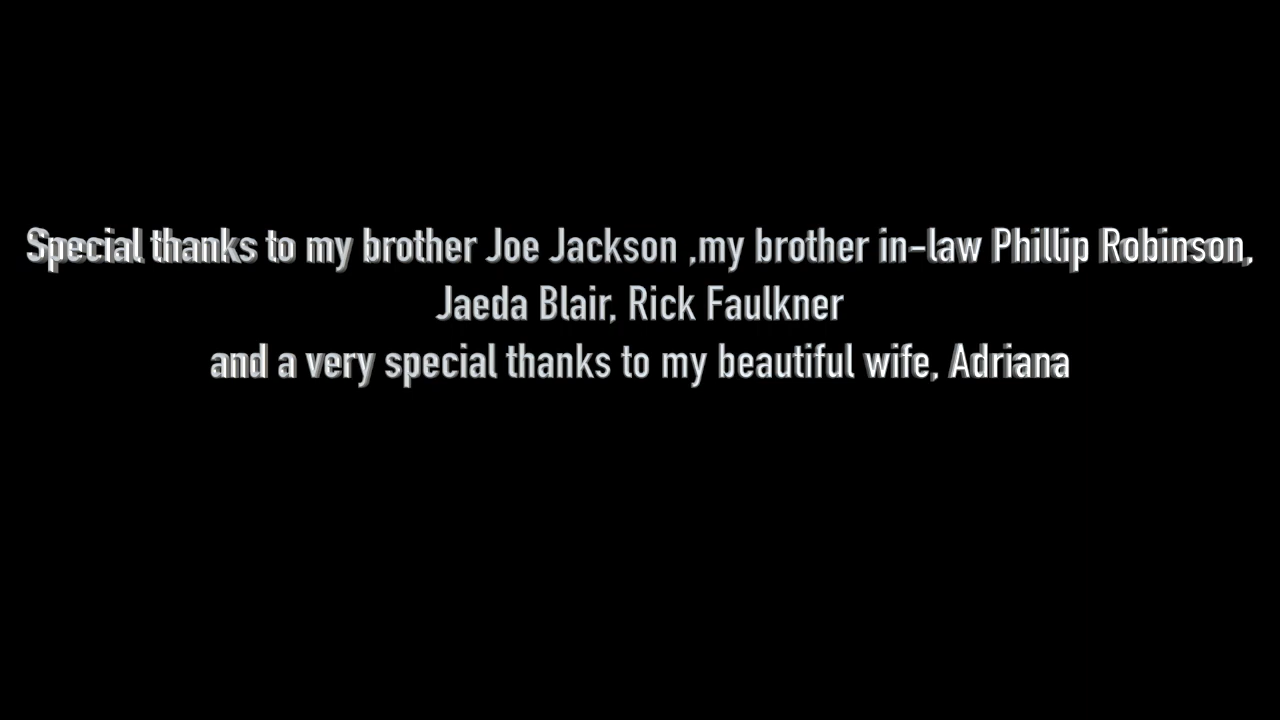 Special thanks to my brother Joe Jackson ,my brother in-law Phillip Robinson,
Jaeda Blair, Rick Faulkner
and a very special thanks to my beautiful wife, Adriana